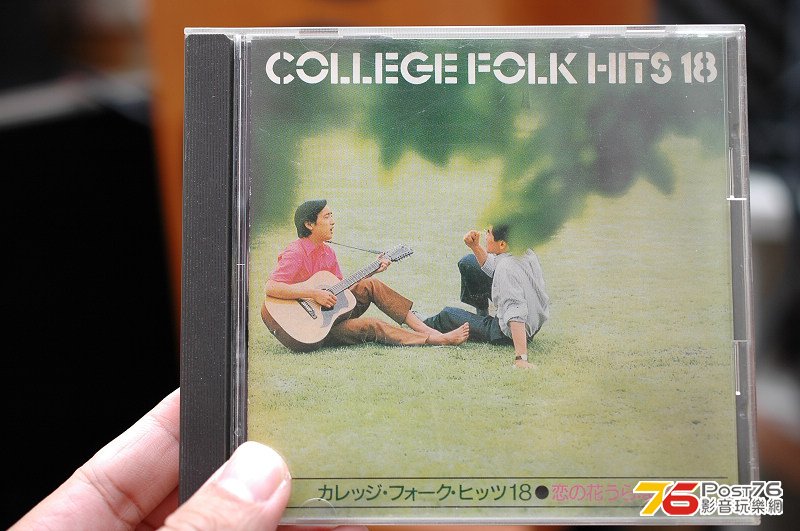 COLLEGE FOLK HITS 18
カレッジ・フォーク・ヒッツ18●恋の花うら
76 Post76
影音玩樂網